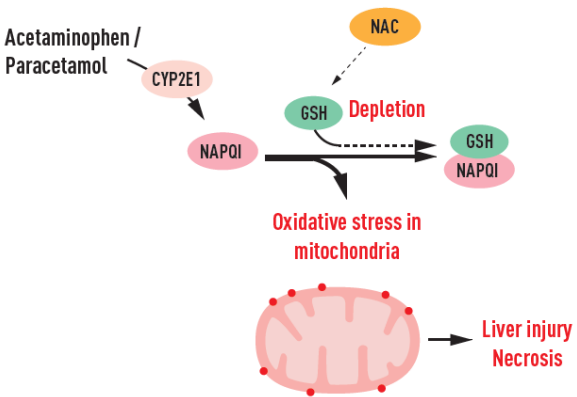 Acetaminophen /
Paracetamol
CYP2E1
NAPQI
NAC
GSH
Depletion
GSH
NAPQI
Oxidative stress in
mitochondria
Liver injury
Necrosis